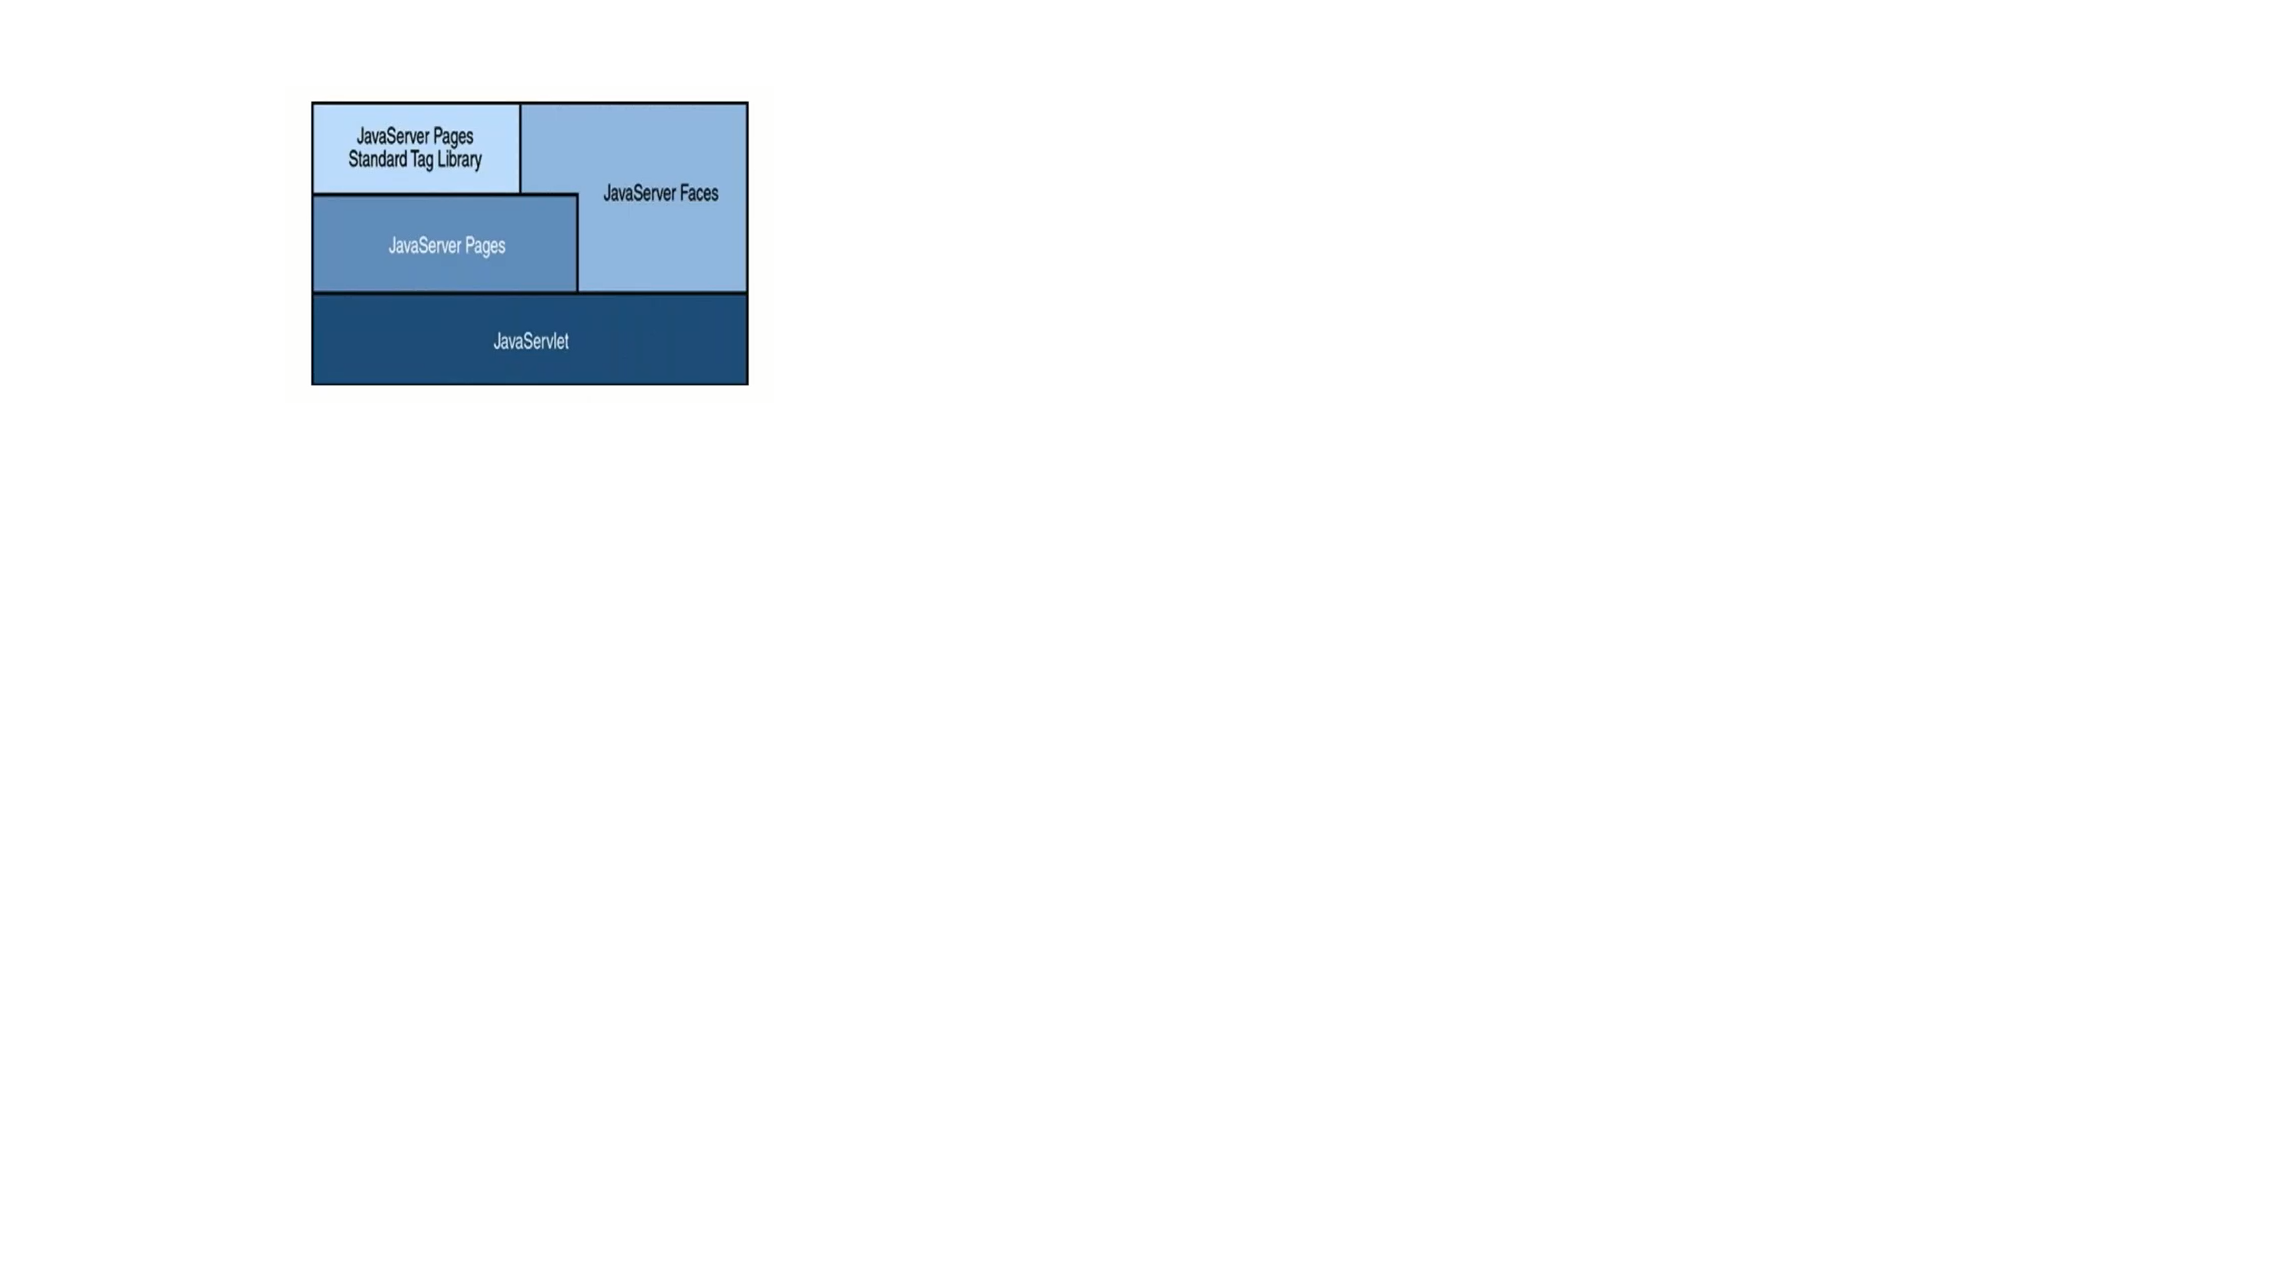 JavaServer Pages
Standard Tag Library
JavaServer Faces
JavaServer Pages
JavaServlet